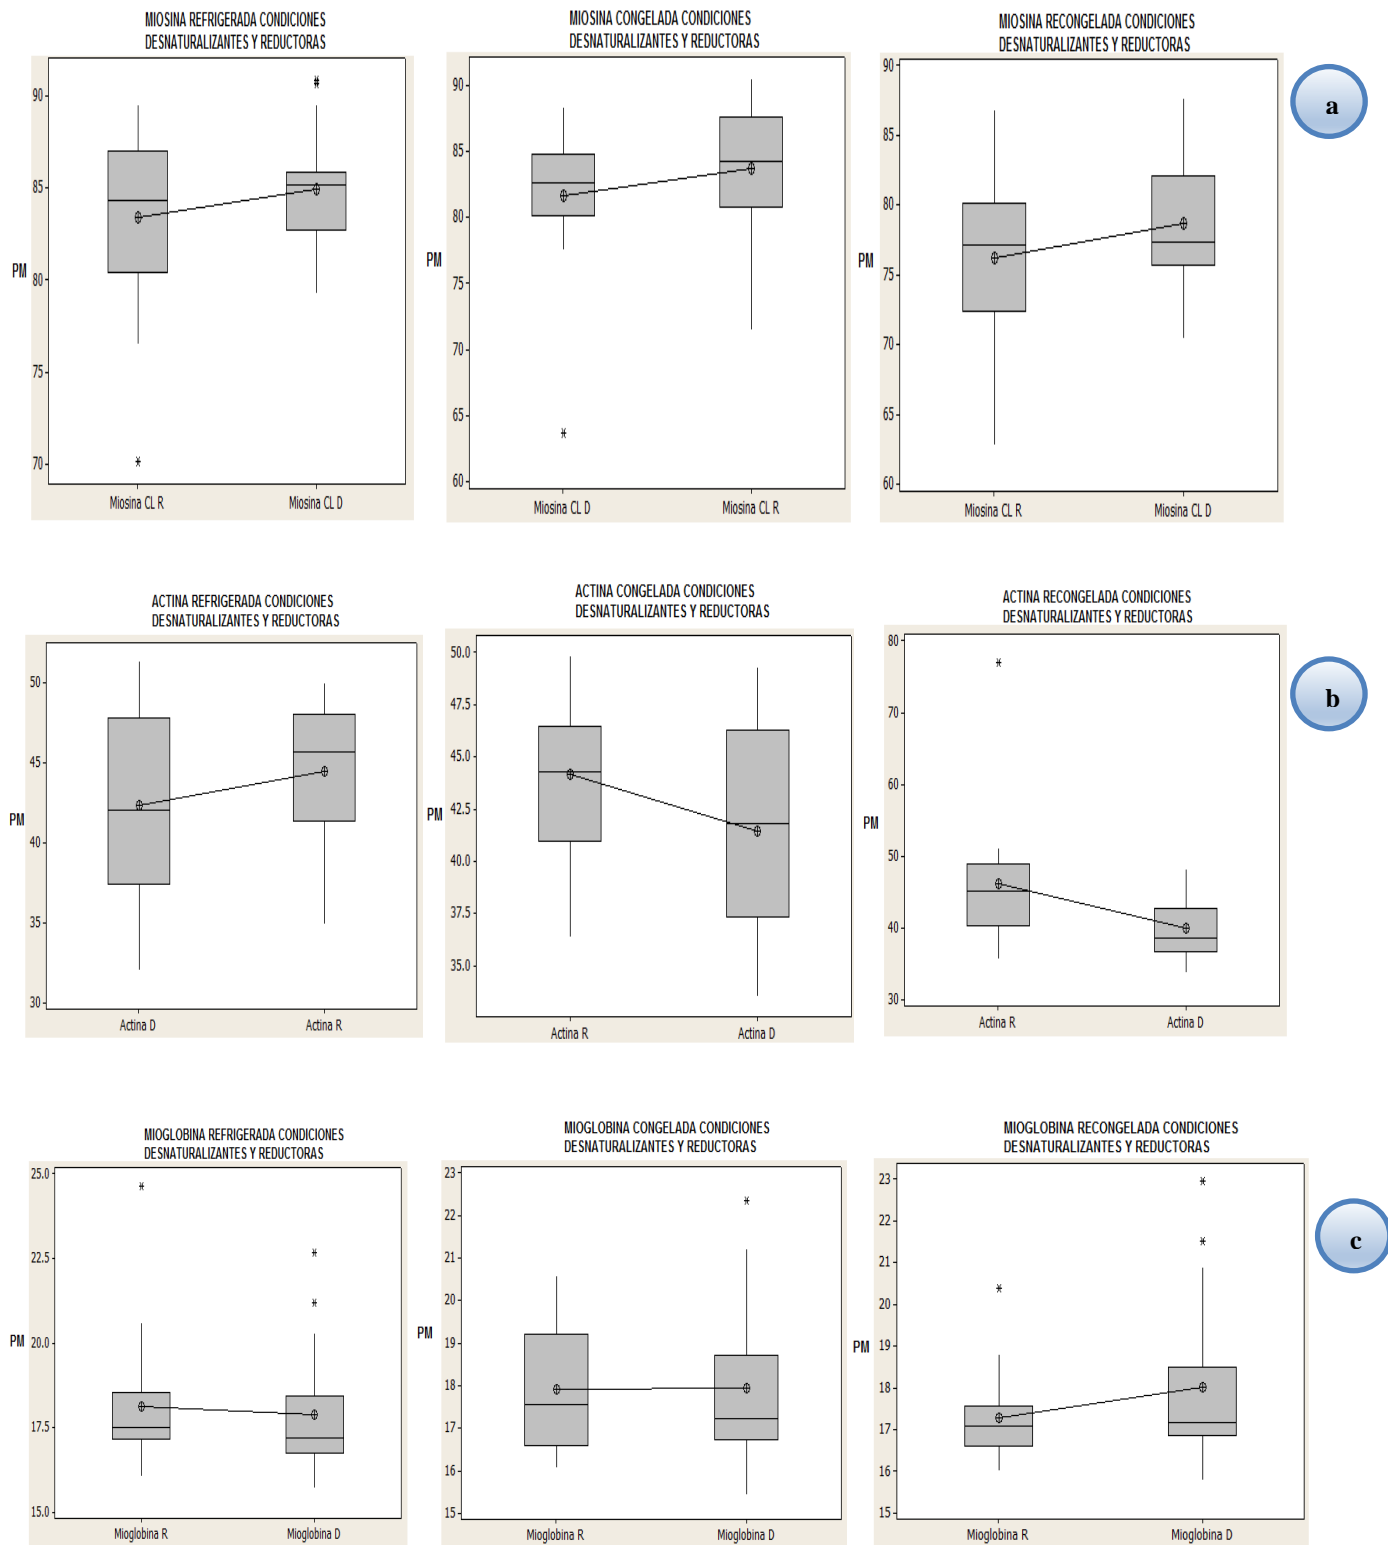 MIOSINA REFRIGERADA CONDICIONES
DESNATURALIZANTES Y REDUCTORAS
90
85
80
75
70
PM
Miosina CL R
Miosina CL D
MIOSINA CONGELADA CONDICIONES
DESNATURALIZANTES Y REDUCTORAS
90
85
80
75
70
65
60
PM
Miosina CL D
Miosina CL R
MIOSINA RECONGELADA CONDICIONES
DESNATURALIZANTES Y REDUCTORAS
90
85
80
75
70
65
60
PM
Miosina CL R
Miosina CL D
a
ACTINA REFRIGERADA CONDICIONES
DESNATURALIZANTES Y REDUCTORAS
50
45
40
35
30
PM
Actina D
Actina R
ACTINA CONGELADA CONDICIONES
DESNATURALIZANTES Y REDUCTORAS
50.0
47.5
45.0
42.5
40.0
37.5
35.0
PM
Actina R
Actina D
ACTINA RECONGELADA CONDICIONES
DESNATURALIZANTES Y REDUCTORAS
80
70
60
50
40
30
PM
Actina R
Actina D
b
MIOGLOBINA REFRIGERADA CONDICIONES
DESNATURALIZANTES Y REDUCTORAS
25.0
22.5
20.0
17.5
15.0
PM
Mioglobina R
Mioglobina D
MIOGLOBINA CONGELADA CONDICIONES
DESNATURALIZANTES Y REDUCTORAS
23
22
21
20
19
18
17
16
15
PM
Mioglobina R
Mioglobina D
MIOGLOBINA RECONGELADA CONDICIONES
DESNATURALIZANTES Y REDUCTORAS
23
22
21
20
19
18
17
16
15
PM
Mioglobina R
Mioglobina D
c